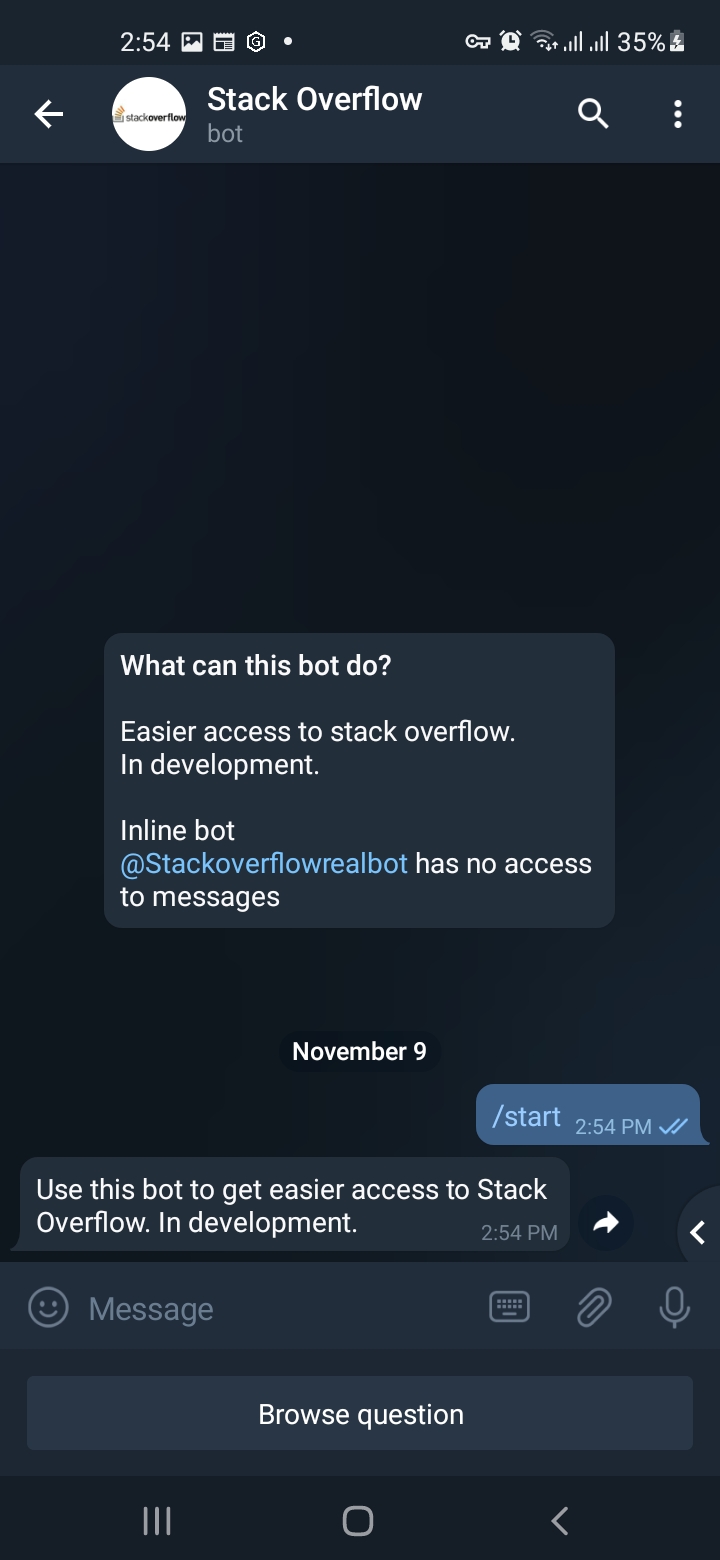 2:54
35%
stackoverflow
Stack Overflow
bot
What can this bot do?
Easier access to stack overflow.
In development.
Inline bot
@Stackoverflowrealbot has no access
to messages
November 9
/start 2:54 PM
Use this bot to get easier access to Stack
Overflow. In development. 2:54 PM
Message
Browse question